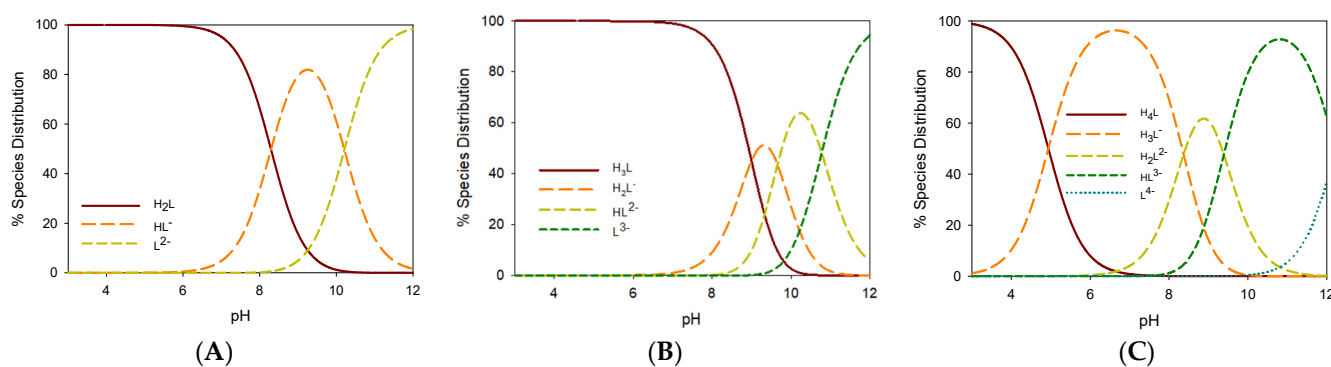 100
80
60
40
20
0
% Species Distribution
H₂L
HL⁻
L²⁻
4
6
8
10
12
pH
(A)
100
80
60
40
20
0
% Species Distribution
H₃L
H₂L⁻
HL²⁻
L³⁻
4
6
8
10
12
pH
(B)
100
80
60
40
20
0
% Species Distribution
H₄L
H₃L⁻
H₂L²⁻
HL³⁻
L⁴⁻
4
6
8
10
12
pH
(C)